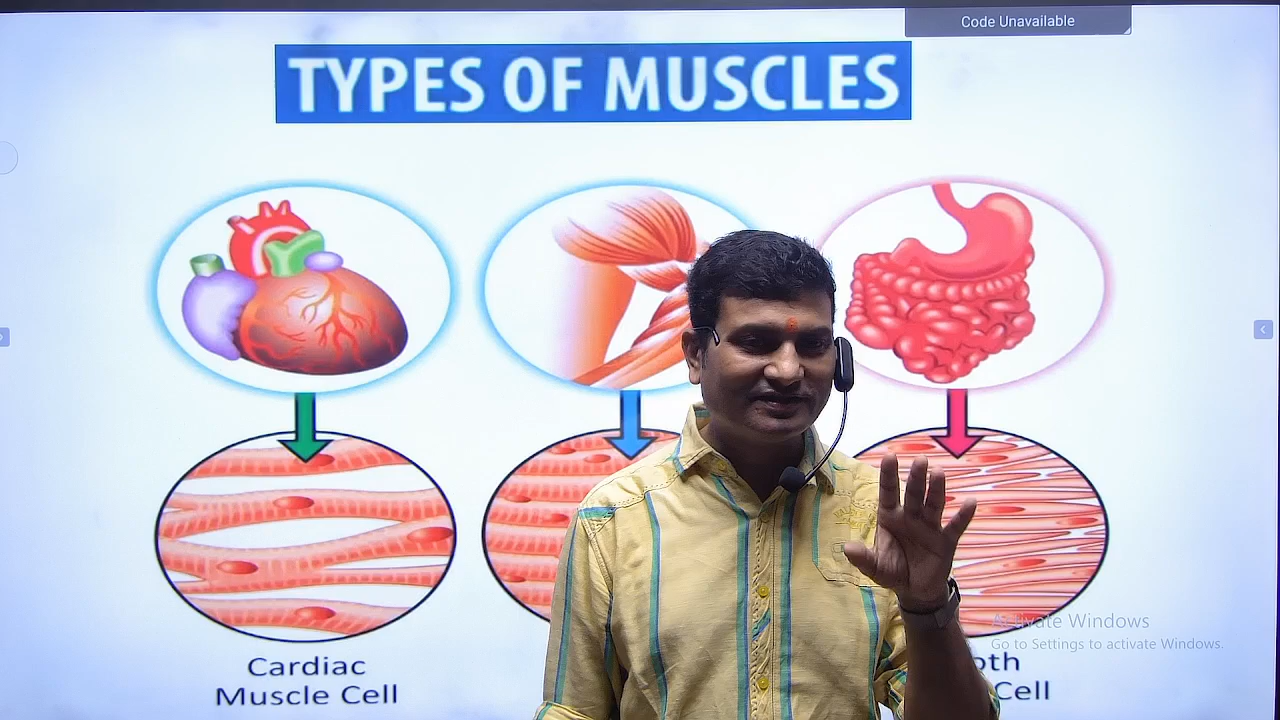 Code Unavailable
TYPES OF MUSCLES
Activate Windows
Go to Settings to activate Windows.
Cardiac
Muscle Cell
oth
Cell